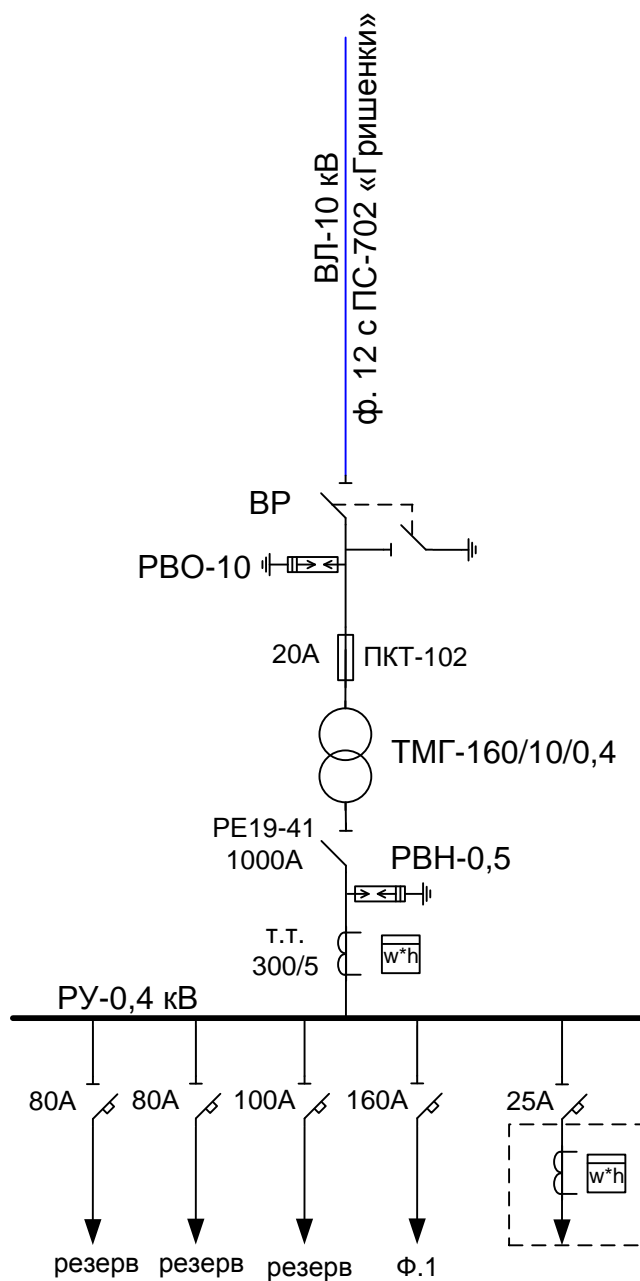 ВЛ-10 кВ
ф. 12 с ПС-702 «Гришенки»
ВР
РВО-10
20А
ПКТ-102
ТМГ-160/10/0,4
РЕ19-41
1000А
РВН-0,5
т.т.
300/5
w*h
РУ-0,4 кВ
80А
80А
100А
160А
25А
w*h
резерв
резерв
резерв
Ф.1